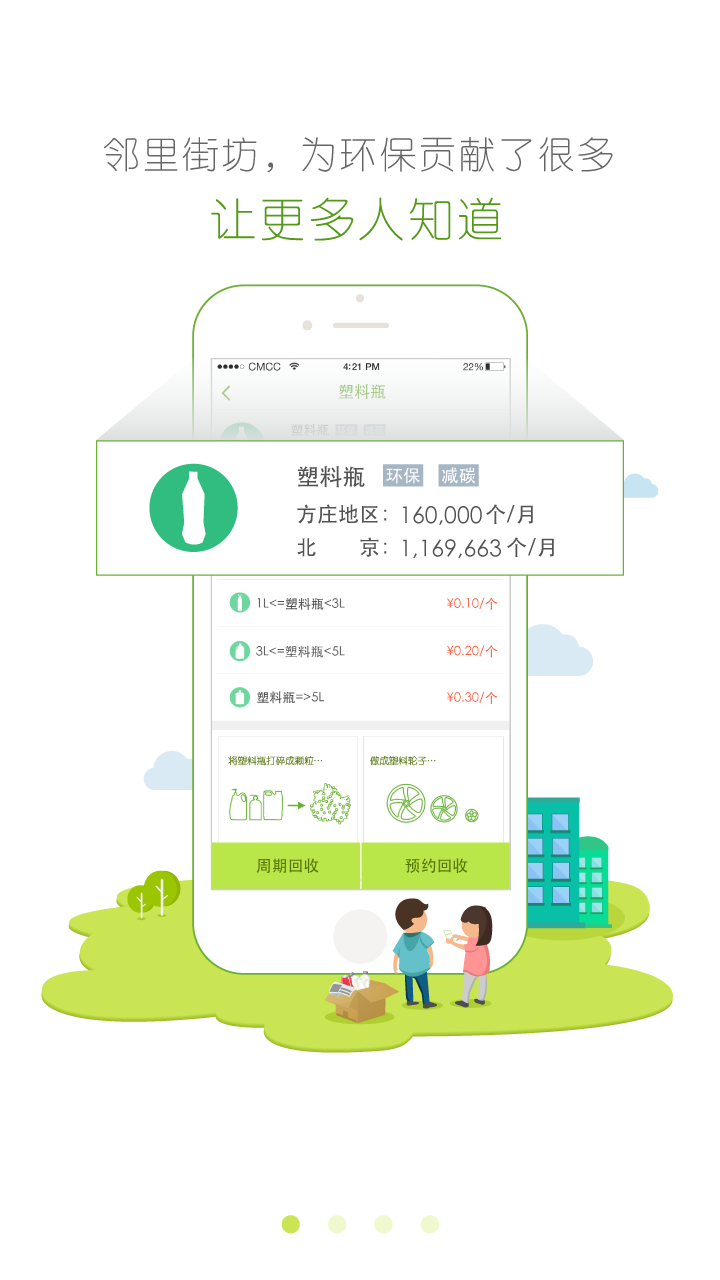 邻里街坊，为环保贡献了很多
让更多人知道
CMCC 4:21 PM 22%
塑料瓶
塑料瓶
塑料瓶 环保 减碳
方庄地区：160,000个/月
北 京：1,169,663个/月
1L<=塑料瓶<3L ¥0.10/个
3L<=塑料瓶<5L ¥0.20/个
塑料瓶=>5L ¥0.30/个
将塑料瓶打碎成颗粒… 做成塑料轮子…
周期回收 预约回收